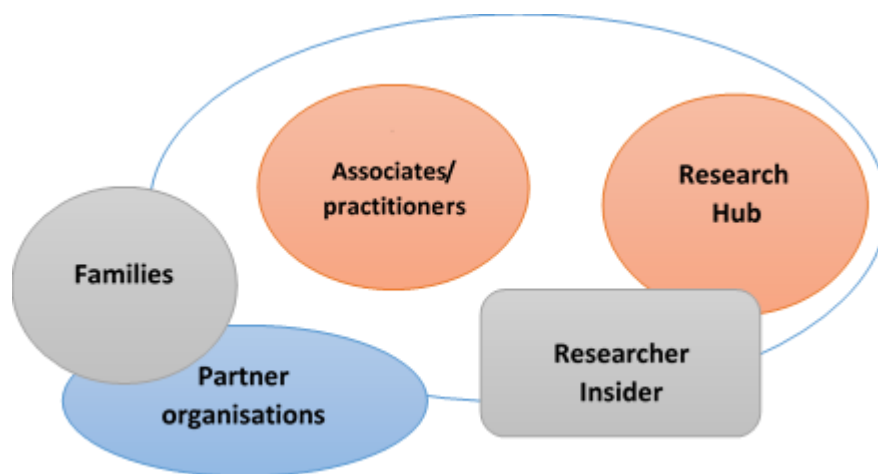 Associates/
practitioners
Research
Hub
Families
Researcher
Insider
Partner
organisations